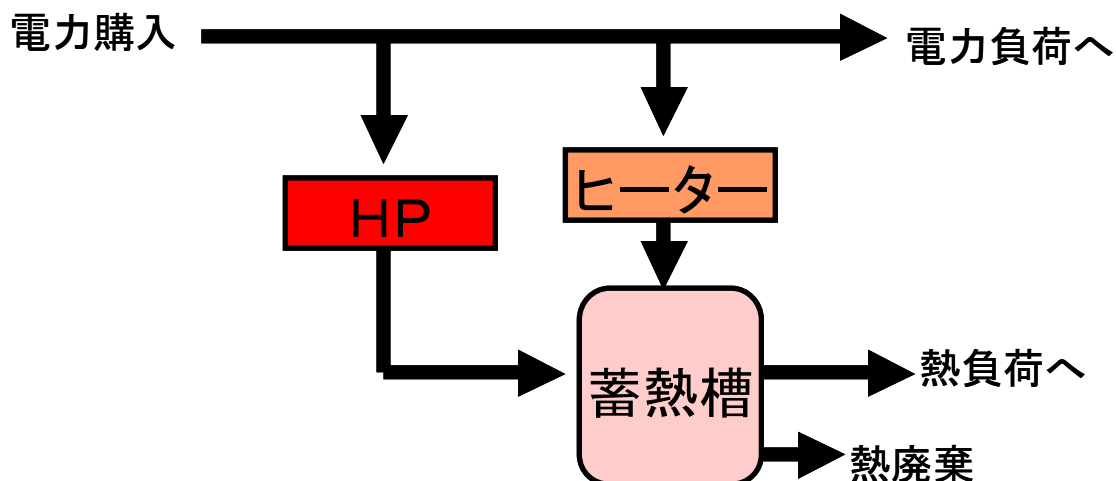 電力購入
電力負荷へ
ヒーター
HP
蓄熱槽
熱負荷へ
熱廃棄